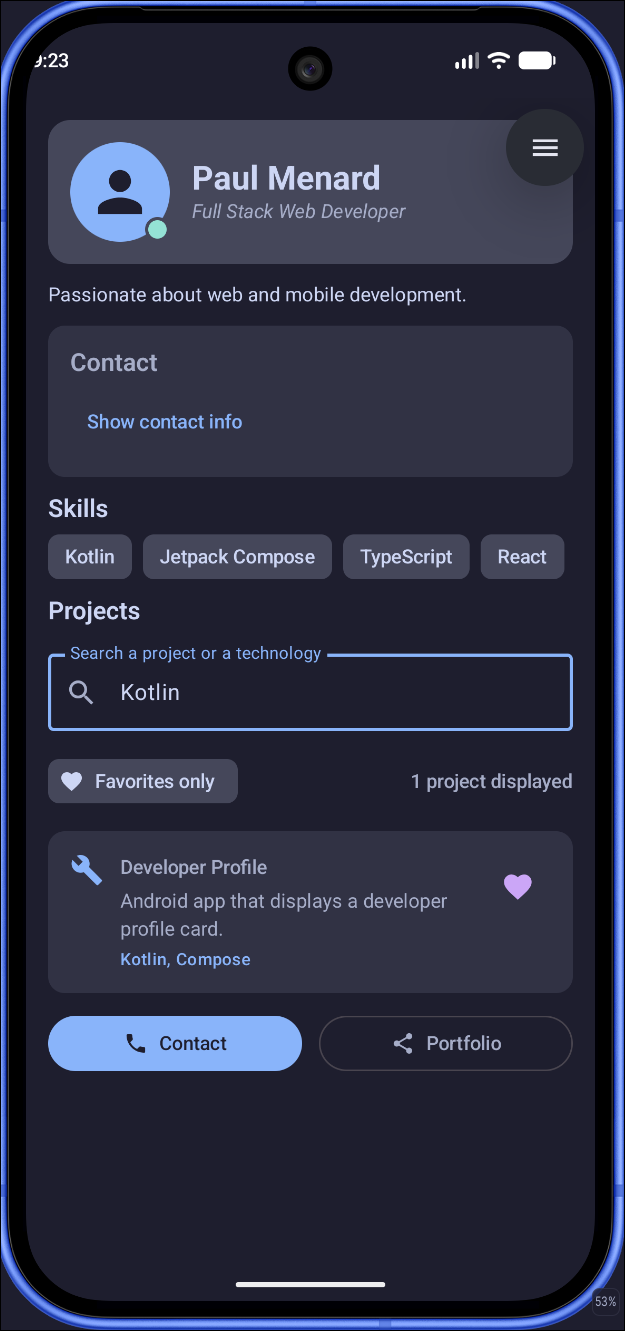 9:23
Paul Menard
Full Stack Web Developer
Passionate about web and mobile development.
Contact
Show contact info
Skills
Kotlin
Jetpack Compose
TypeScript
React
Projects
Search a project or a technology
Kotlin
Favorites only
1 project displayed
Developer Profile
Android app that displays a developer
profile card.
Kotlin, Compose
Contact
Portfolio
53%